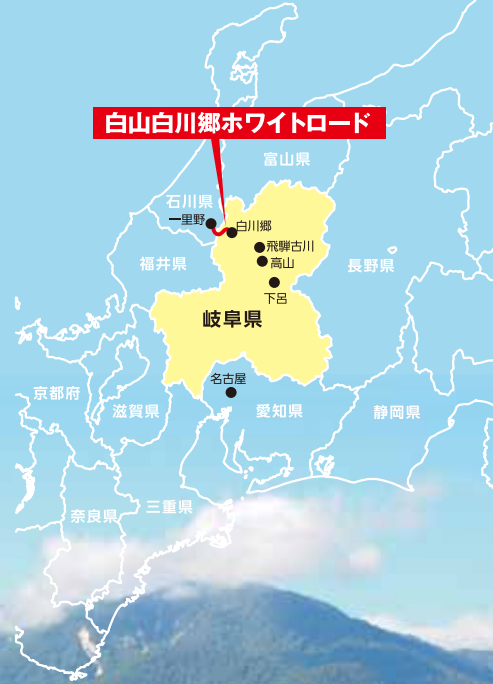 白山白川郷ホワイトロード
富山県
石川県
一里野
白川郷
飛騨古川
高山
福井県
長野県
下呂
岐阜県
名古屋
京都府
滋賀県
愛知県
静岡県
奈良県
三重県